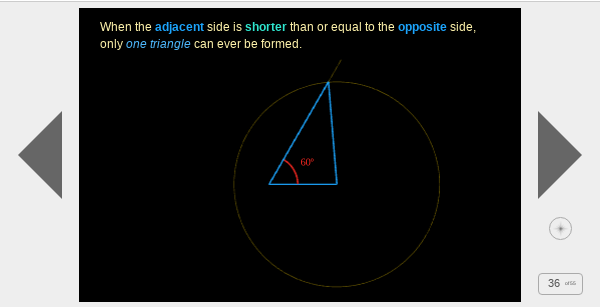 When the adjacent side is shorter than or equal to the opposite side,
only one triangle can ever be formed.
60°
36 of 55